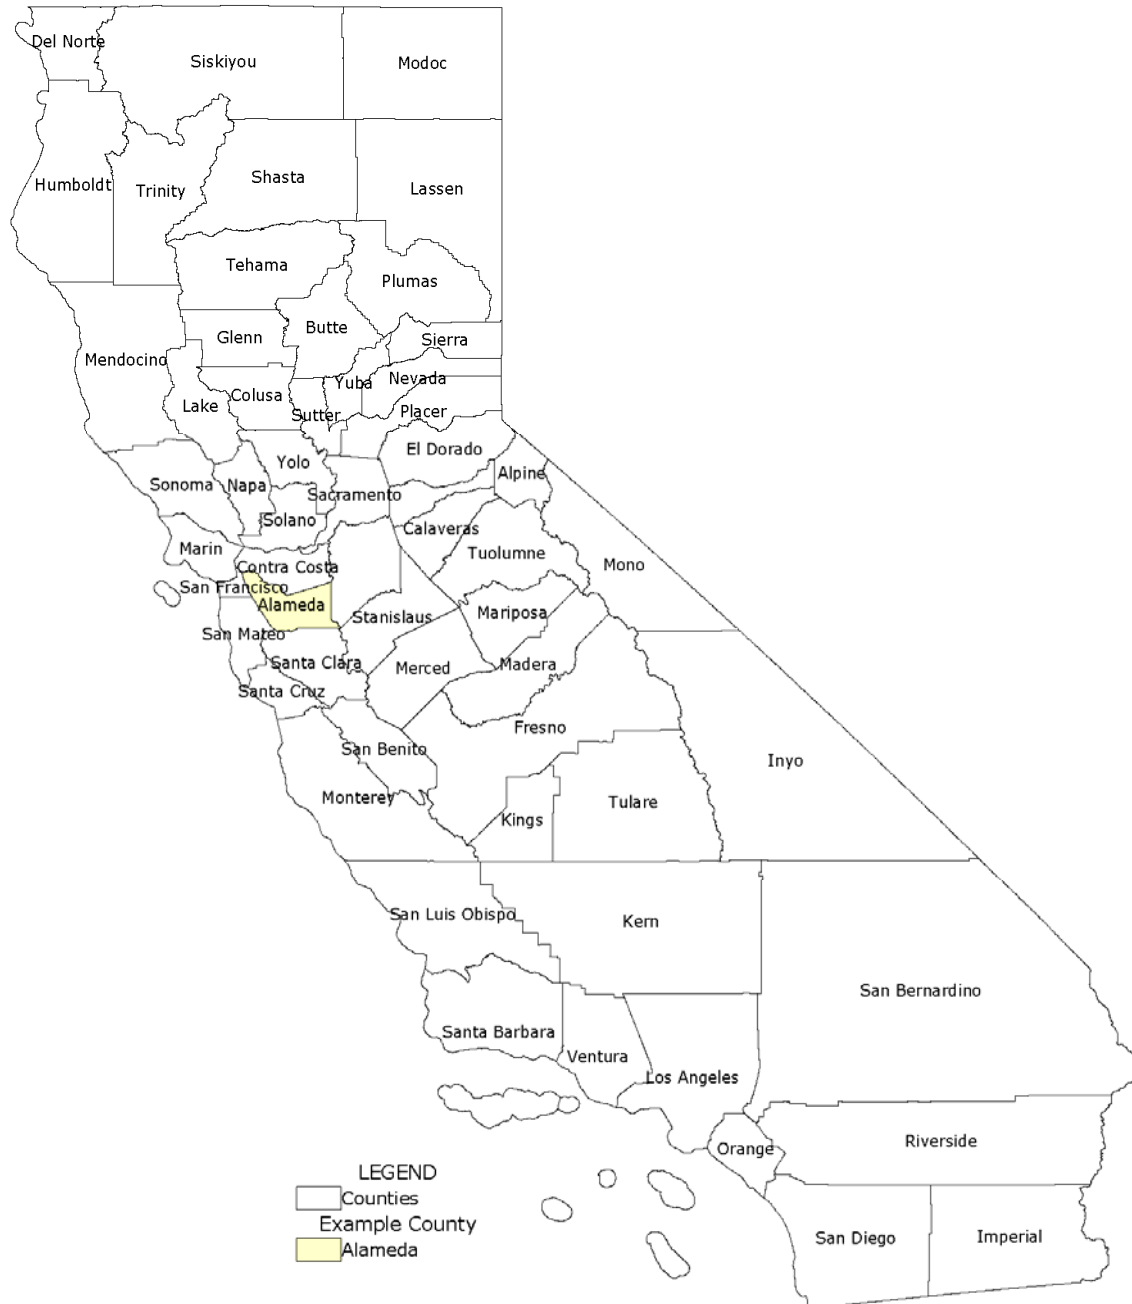 Del Norte
Siskiyou
Modoc
Humboldt
Trinity
Shasta
Lassen
Tehama
Plumas
Glenn
Butte
Sierra
Mendocino
Lake
Colusa
Sutter
Yuba
Nevada
Placer
El Dorado
Sonoma
Napa
Yolo
Sacramento
Alpine
Solano
Calaveras
Marin
Contra Costa
Tuolumne
Mono
San Francisco
Alameda
Stanislaus
Mariposa
San Mateo
Santa Clara
Merced
Madera
Santa Cruz
Fresno
San Benito
Inyo
Monterey
Kings
Tulare
San Luis Obispo
Kern
San Bernardino
Santa Barbara
Ventura
Los Angeles
Orange
Riverside
San Diego
Imperial
LEGEND
Counties
Example County
Alameda